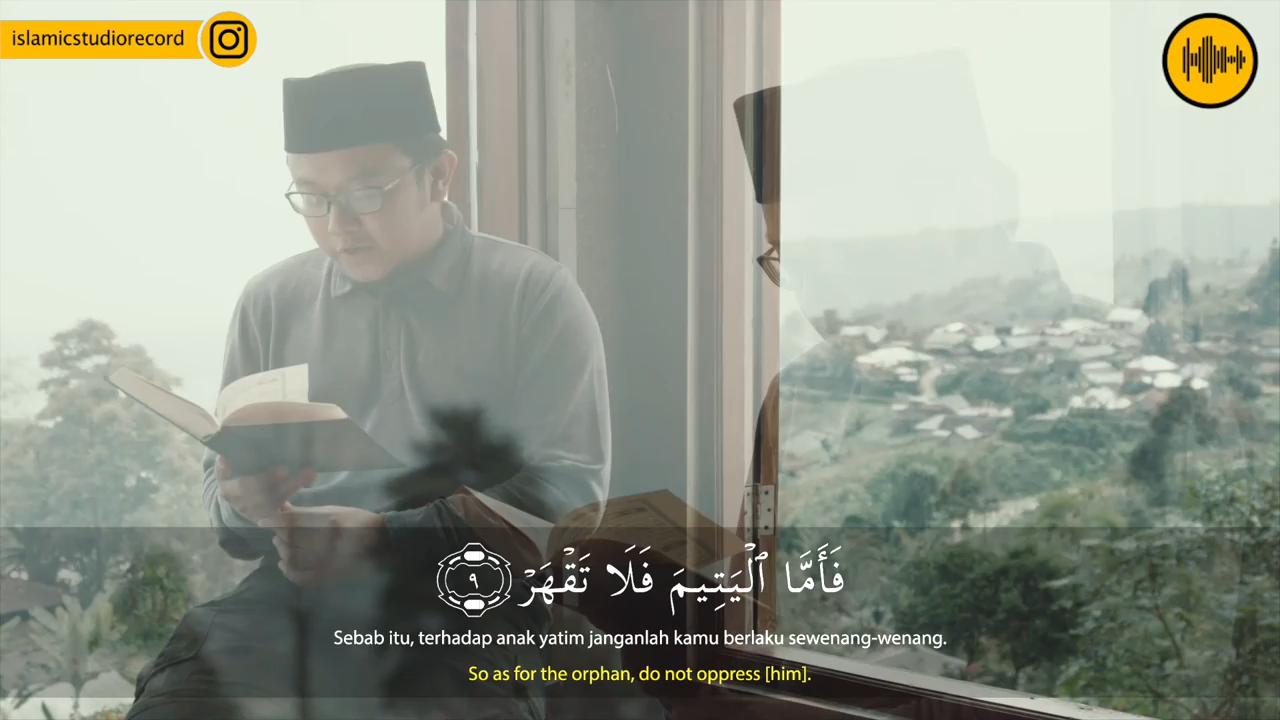 islamicstudiorecord
فَأَمَّا ٱلْيَتِيمَ فَلَا تَقْهَرْ ٩
Sebab itu, terhadap anak yatim janganlah kamu berlaku sewenang-wenang.
So as for the orphan, do not oppress [him].